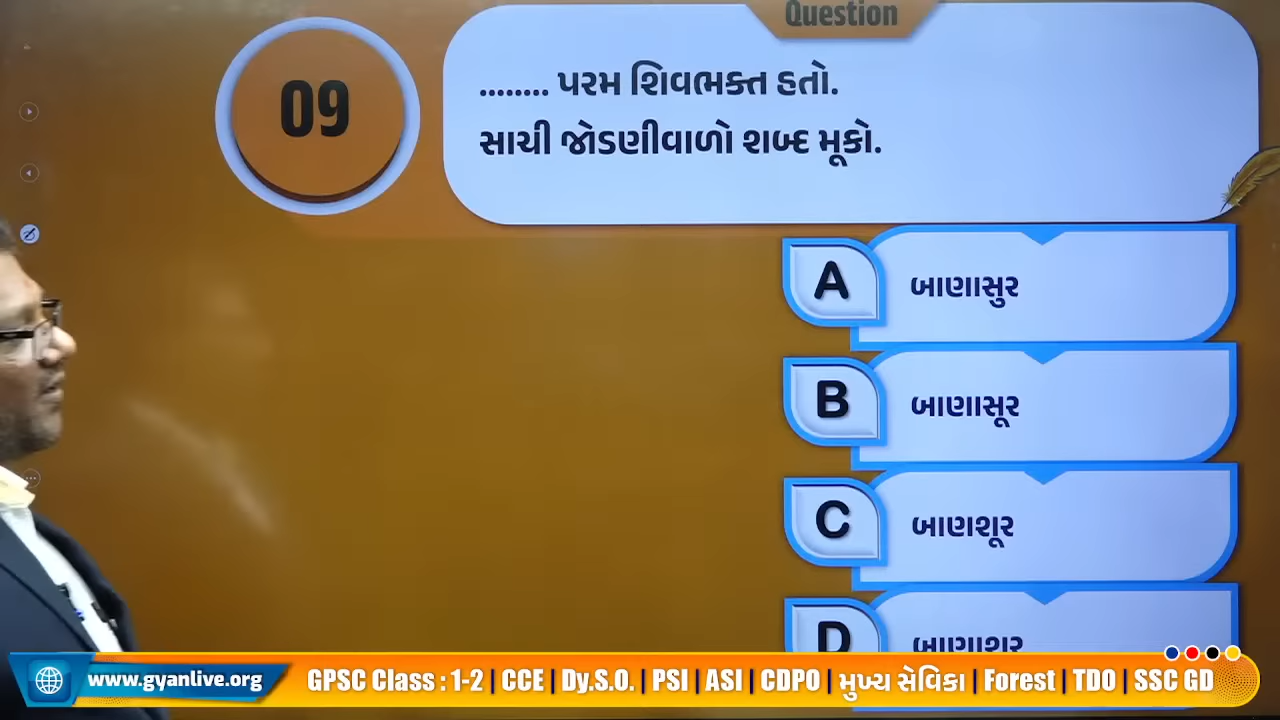 Question
09
........ પરમ શિવભક્ત હતો.
સાચી જોડણીવાળો શબ્દ મૂકો.
A બાણાસુર
B બાણાસૂર
C બાણશૂર
D
www.gyanlive.org
GPSC Class : 1-2 | CCE | Dy.S.O. | PSI | ASI | CDPO | મુખ્ય સેવિકા | Forest | TDO | SSC GD